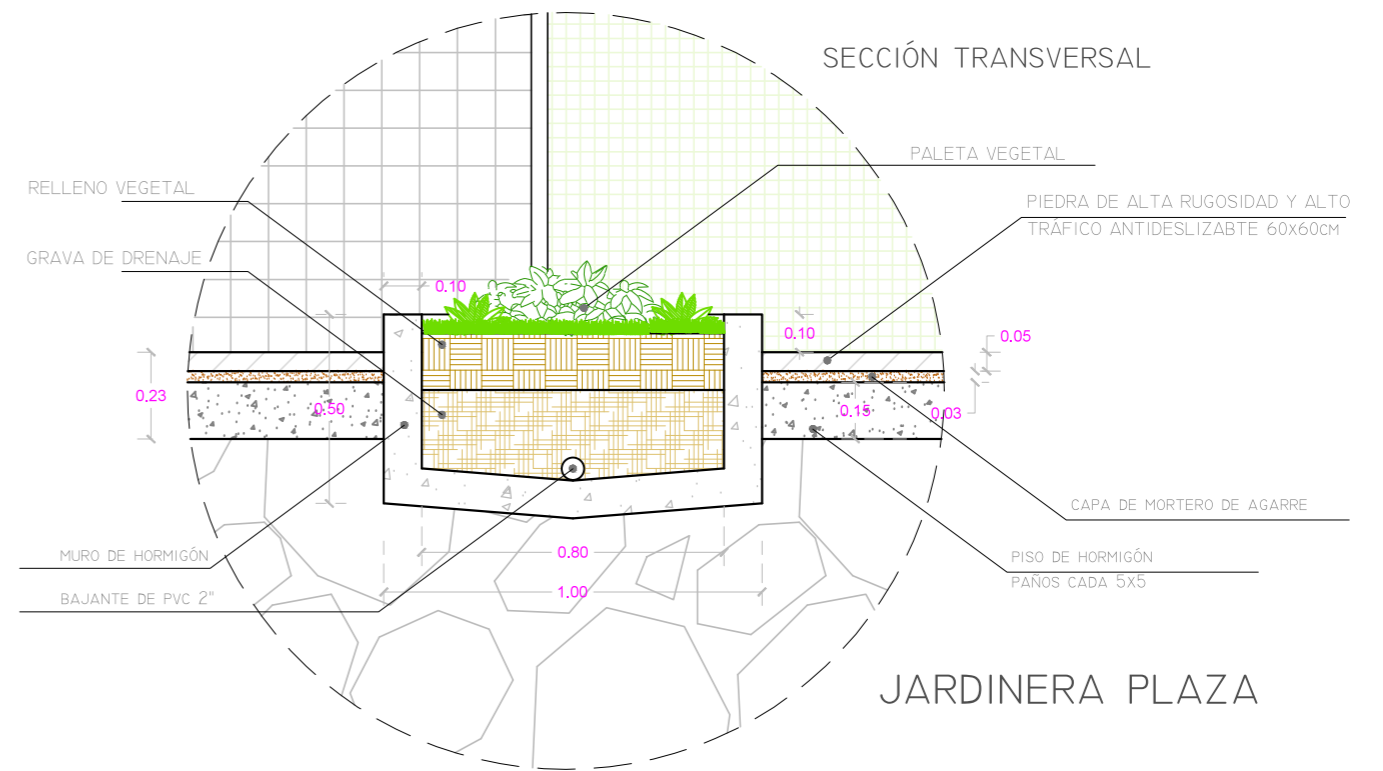 SECCIÓN TRANSVERSAL
PALETA VEGETAL
RELLENO VEGETAL
PIEDRA DE ALTA RUGOSIDAD Y ALTO
TRÁFICO ANTIDESLIZABTE 60x60cm
GRAVA DE DRENAJE
0.10
0.10
0.05
0.23
0.50
0.15
0.03
CAPA DE MORTERO DE AGARRE
MURO DE HORMIGÓN
0.80
PISO DE HORMIGÓN
PAÑOS CADA 5x5
BAJANTE DE PVC 2"
1.00
JARDINERA PLAZA